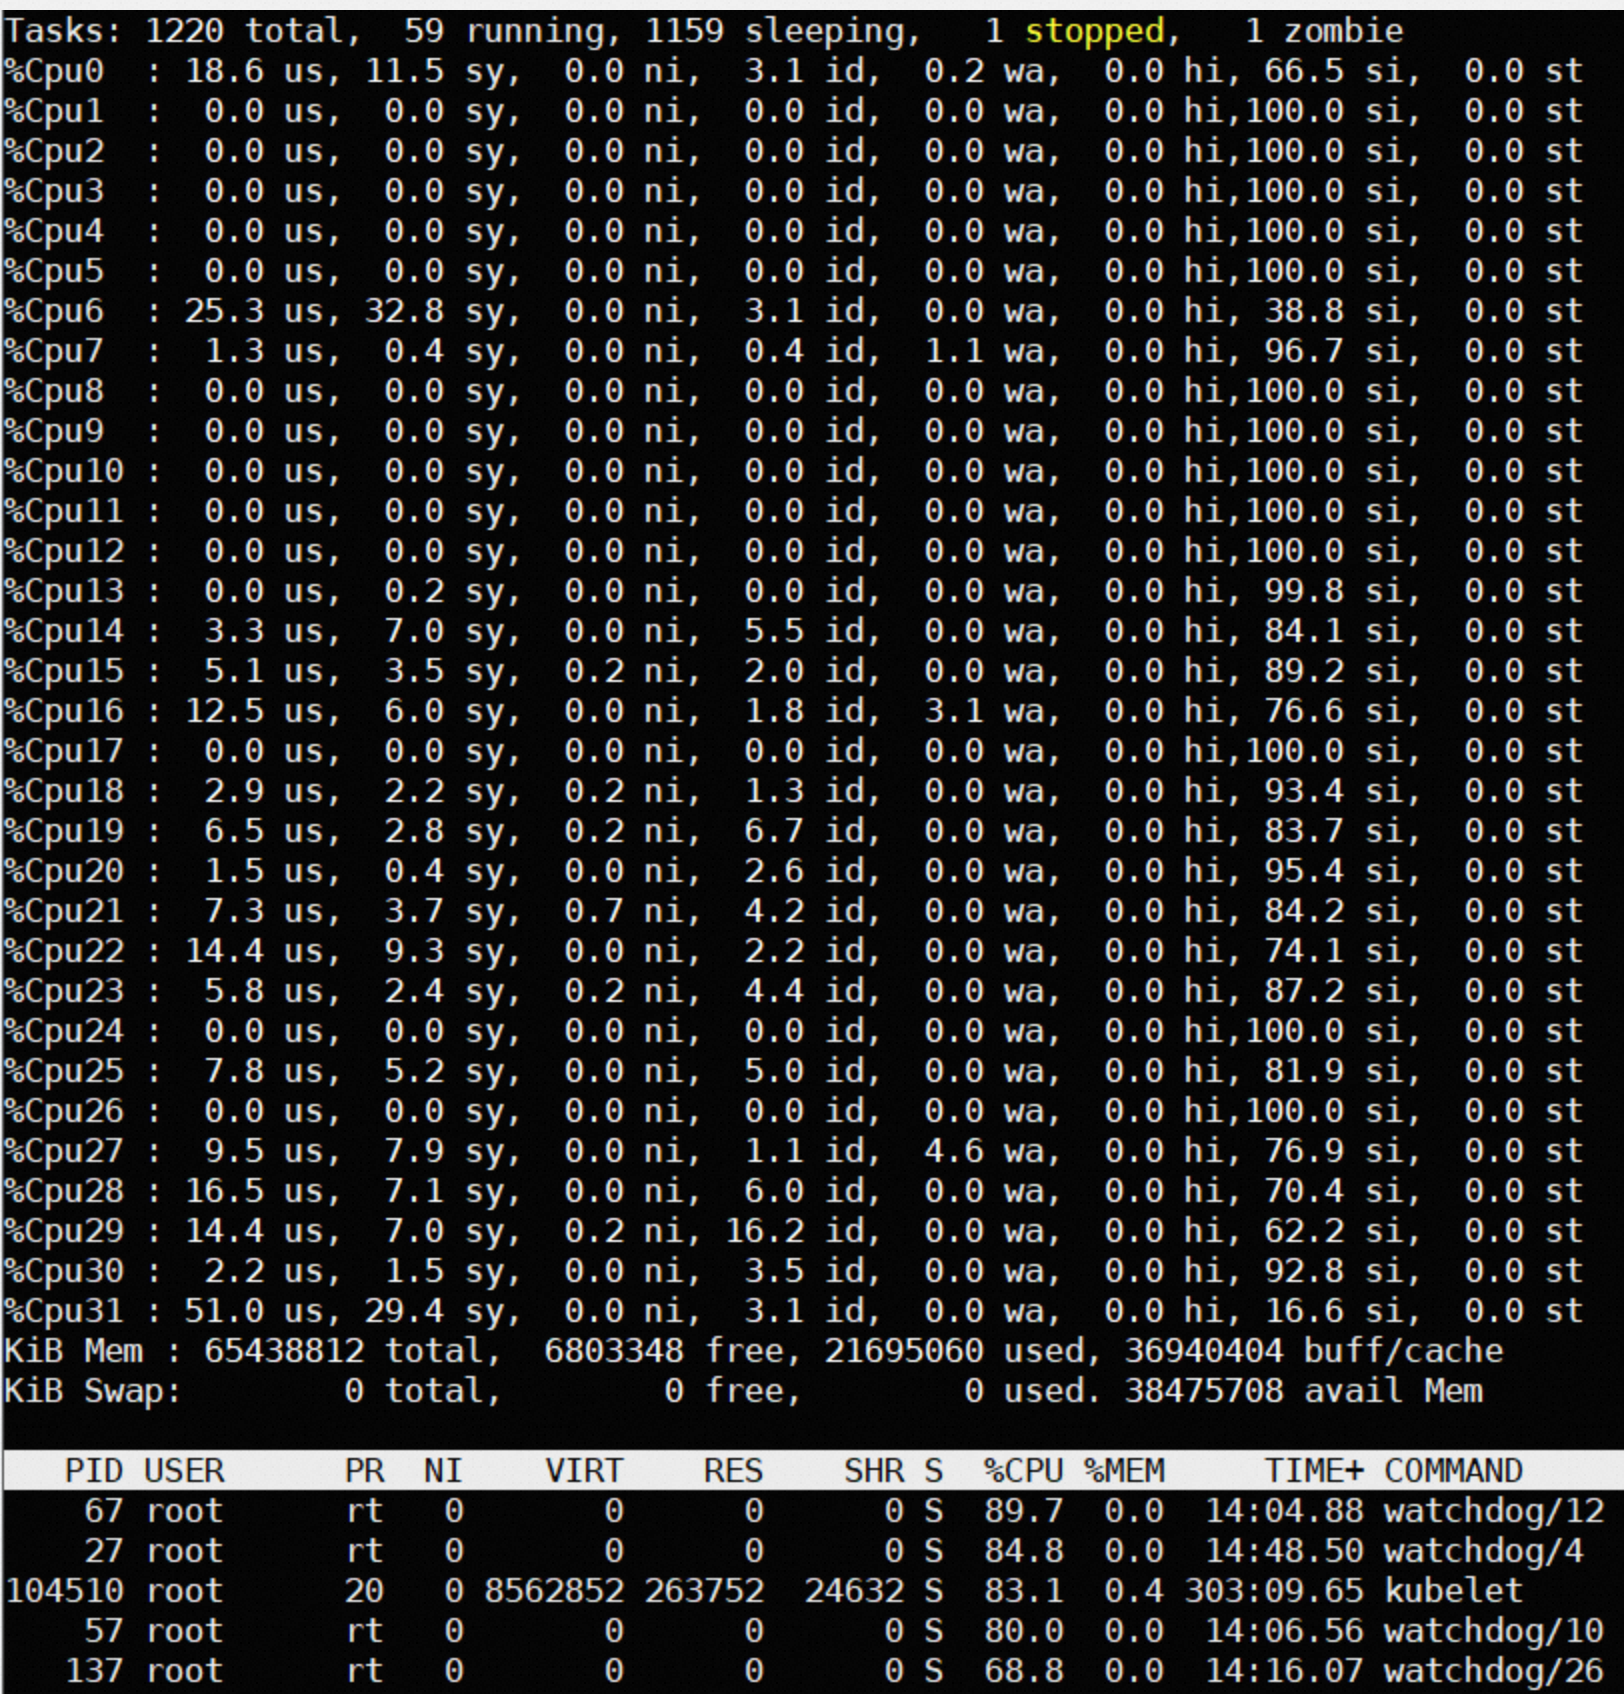 Tasks: 1220 total,  59 running, 1159 sleeping,   1 stopped,   1 zombie
%Cpu0  : 18.6 us, 11.5 sy,  0.0 ni,  3.1 id,  0.2 wa,  0.0 hi, 66.5 si,  0.0 st
%Cpu1  :  0.0 us,  0.0 sy,  0.0 ni,  0.0 id,  0.0 wa,  0.0 hi,100.0 si,  0.0 st
%Cpu2  :  0.0 us,  0.0 sy,  0.0 ni,  0.0 id,  0.0 wa,  0.0 hi,100.0 si,  0.0 st
%Cpu3  :  0.0 us,  0.0 sy,  0.0 ni,  0.0 id,  0.0 wa,  0.0 hi,100.0 si,  0.0 st
%Cpu4  :  0.0 us,  0.0 sy,  0.0 ni,  0.0 id,  0.0 wa,  0.0 hi,100.0 si,  0.0 st
%Cpu5  :  0.0 us,  0.0 sy,  0.0 ni,  0.0 id,  0.0 wa,  0.0 hi,100.0 si,  0.0 st
%Cpu6  : 25.3 us, 32.8 sy,  0.0 ni,  3.1 id,  0.0 wa,  0.0 hi, 38.8 si,  0.0 st
%Cpu7  :  1.3 us,  0.4 sy,  0.0 ni,  0.4 id,  1.1 wa,  0.0 hi, 96.7 si,  0.0 st
%Cpu8  :  0.0 us,  0.0 sy,  0.0 ni,  0.0 id,  0.0 wa,  0.0 hi,100.0 si,  0.0 st
%Cpu9  :  0.0 us,  0.0 sy,  0.0 ni,  0.0 id,  0.0 wa,  0.0 hi,100.0 si,  0.0 st
%Cpu10 :  0.0 us,  0.0 sy,  0.0 ni,  0.0 id,  0.0 wa,  0.0 hi,100.0 si,  0.0 st
%Cpu11 :  0.0 us,  0.0 sy,  0.0 ni,  0.0 id,  0.0 wa,  0.0 hi,100.0 si,  0.0 st
%Cpu12 :  0.0 us,  0.0 sy,  0.0 ni,  0.0 id,  0.0 wa,  0.0 hi,100.0 si,  0.0 st
%Cpu13 :  0.0 us,  0.2 sy,  0.0 ni,  0.0 id,  0.0 wa,  0.0 hi, 99.8 si,  0.0 st
%Cpu14 :  3.3 us,  7.0 sy,  0.0 ni,  5.5 id,  0.0 wa,  0.0 hi, 84.1 si,  0.0 st
%Cpu15 :  5.1 us,  3.5 sy,  0.2 ni,  2.0 id,  0.0 wa,  0.0 hi, 89.2 si,  0.0 st
%Cpu16 : 12.5 us,  6.0 sy,  0.0 ni,  1.8 id,  3.1 wa,  0.0 hi, 76.6 si,  0.0 st
%Cpu17 :  0.0 us,  0.0 sy,  0.0 ni,  0.0 id,  0.0 wa,  0.0 hi,100.0 si,  0.0 st
%Cpu18 :  2.9 us,  2.2 sy,  0.2 ni,  1.3 id,  0.0 wa,  0.0 hi, 93.4 si,  0.0 st
%Cpu19 :  6.5 us,  2.8 sy,  0.2 ni,  6.7 id,  0.0 wa,  0.0 hi, 83.7 si,  0.0 st
%Cpu20 :  1.5 us,  0.4 sy,  0.0 ni,  2.6 id,  0.0 wa,  0.0 hi, 95.4 si,  0.0 st
%Cpu21 :  7.3 us,  3.7 sy,  0.7 ni,  4.2 id,  0.0 wa,  0.0 hi, 84.2 si,  0.0 st
%Cpu22 : 14.4 us,  9.3 sy,  0.0 ni,  2.2 id,  0.0 wa,  0.0 hi, 74.1 si,  0.0 st
%Cpu23 :  5.8 us,  2.4 sy,  0.2 ni,  4.4 id,  0.0 wa,  0.0 hi, 87.2 si,  0.0 st
%Cpu24 :  0.0 us,  0.0 sy,  0.0 ni,  0.0 id,  0.0 wa,  0.0 hi,100.0 si,  0.0 st
%Cpu25 :  7.8 us,  5.2 sy,  0.0 ni,  5.0 id,  0.0 wa,  0.0 hi, 81.9 si,  0.0 st
%Cpu26 :  0.0 us,  0.0 sy,  0.0 ni,  0.0 id,  0.0 wa,  0.0 hi,100.0 si,  0.0 st
%Cpu27 :  9.5 us,  7.9 sy,  0.0 ni,  1.1 id,  4.6 wa,  0.0 hi, 76.9 si,  0.0 st
%Cpu28 : 16.5 us,  7.1 sy,  0.0 ni,  6.0 id,  0.0 wa,  0.0 hi, 70.4 si,  0.0 st
%Cpu29 : 14.4 us,  7.0 sy,  0.2 ni, 16.2 id,  0.0 wa,  0.0 hi, 62.2 si,  0.0 st
%Cpu30 :  2.2 us,  1.5 sy,  0.0 ni,  3.5 id,  0.0 wa,  0.0 hi, 92.8 si,  0.0 st
%Cpu31 : 51.0 us, 29.4 sy,  0.0 ni,  3.1 id,  0.0 wa,  0.0 hi, 16.6 si,  0.0 st
KiB Mem : 65438812 total,  6803348 free, 21695060 used, 36940404 buff/cache
KiB Swap:        0 total,        0 free,        0 used. 38475708 avail Mem
   PID USER      PR  NI    VIRT    RES    SHR S  %CPU %MEM     TIME+ COMMAND
    67 root      rt   0       0      0      0 S  89.7  0.0  14:04.88 watchdog/12
    27 root      rt   0       0      0      0 S  84.8  0.0  14:48.50 watchdog/4
104510 root      20   0 8562852 263752  24632 S  83.1  0.4 303:09.65 kubelet
    57 root      rt   0       0      0      0 S  80.0  0.0  14:06.56 watchdog/10
   137 root      rt   0       0      0      0 S  68.8  0.0  14:16.07 watchdog/26